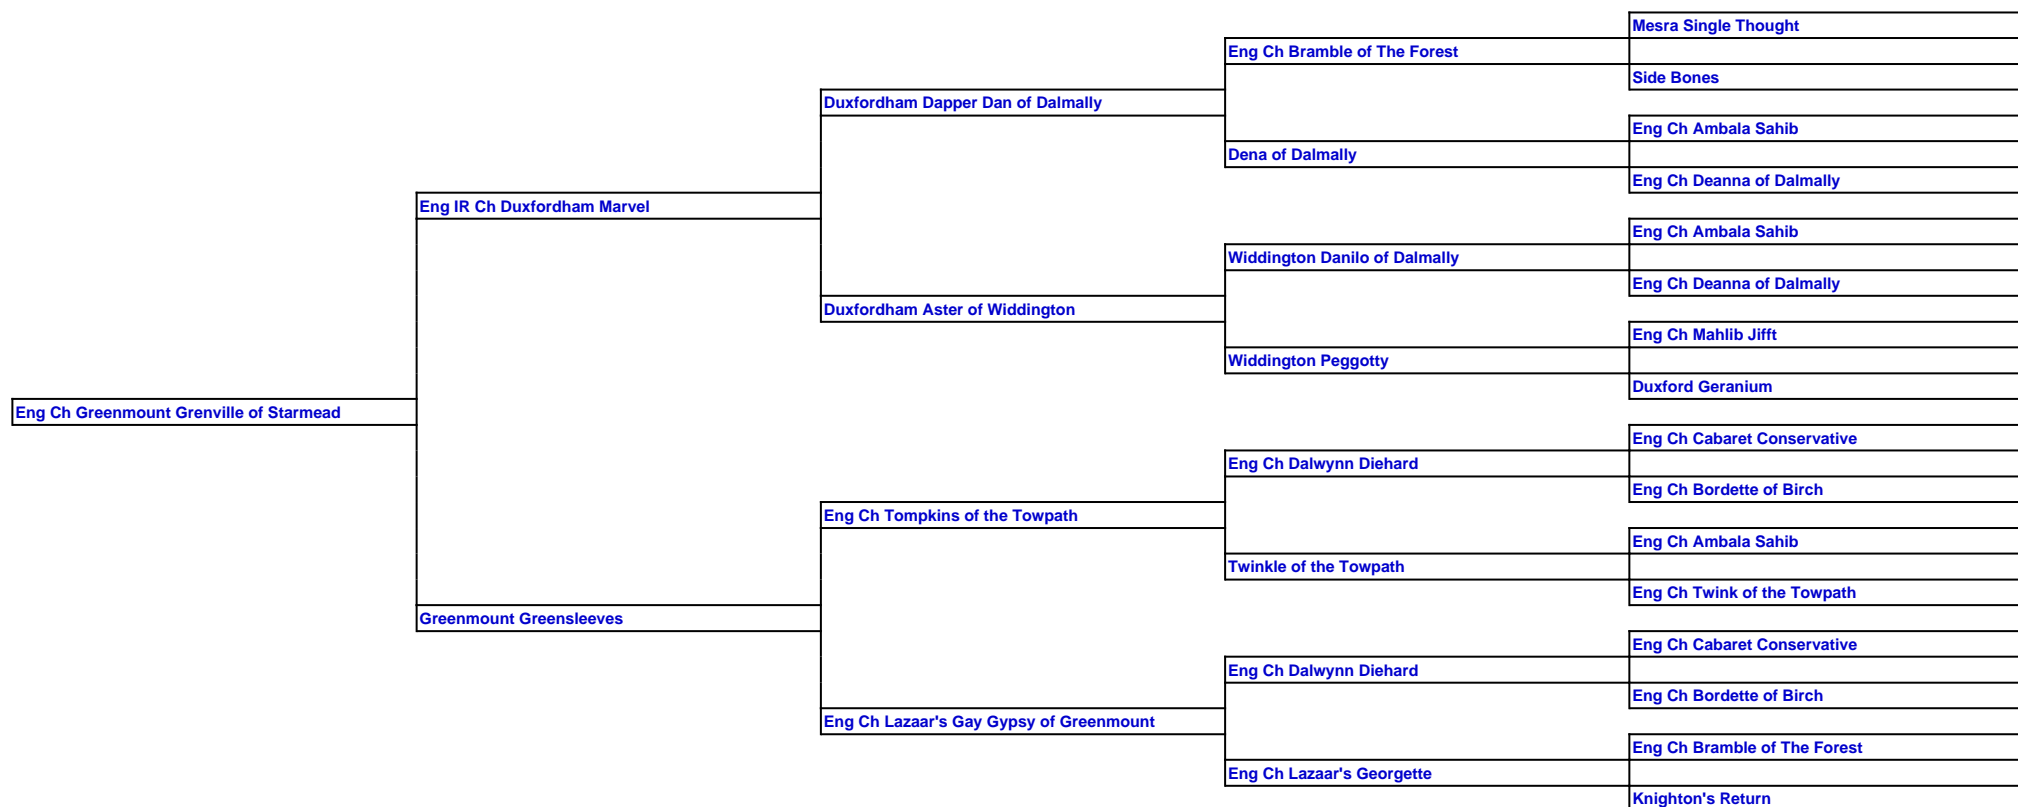 Mesra Single Thought
Eng Ch Bramble of The Forest
Side Bones
Duxfordham Dapper Dan of Dalmally
Eng Ch Ambala Sahib
Dena of Dalmally
Eng Ch Deanna of Dalmally
Eng IR Ch Duxfordham Marvel
Eng Ch Ambala Sahib
Widdington Danilo of Dalmally
Eng Ch Deanna of Dalmally
Duxfordham Aster of Widdington
Eng Ch Mahlib Jifft
Widdington Peggotty
Duxford Geranium
Eng Ch Greenmount Grenville of Starmead
Eng Ch Cabaret Conservative
Eng Ch Dalwynn Diehard
Eng Ch Bordette of Birch
Eng Ch Tompkins of the Towpath
Eng Ch Ambala Sahib
Twinkle of the Towpath
Eng Ch Twink of the Towpath
Greenmount Greensleeves
Eng Ch Cabaret Conservative
Eng Ch Dalwynn Diehard
Eng Ch Bordette of Birch
Eng Ch Lazaar's Gay Gypsy of Greenmount
Eng Ch Bramble of The Forest
Eng Ch Lazaar's Georgette
Knighton's Return